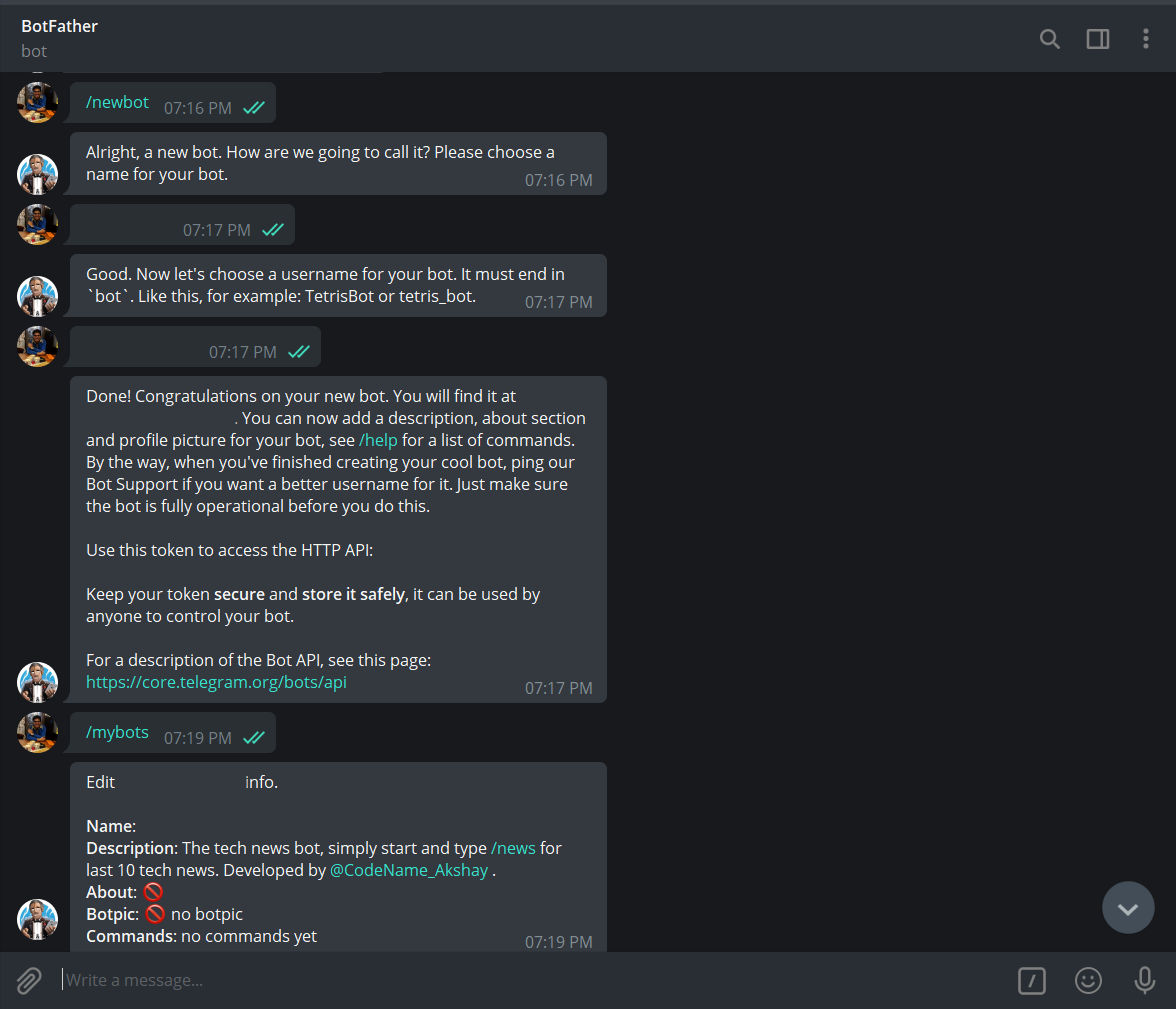 BotFather
bot
/newbot 07:16 PM
Alright, a new bot. How are we going to call it? Please choose a
name for your bot.
07:16 PM
07:17 PM
Good. Now let's choose a username for your bot. It must end in
`bot`. Like this, for example: TetrisBot or tetris_bot.
07:17 PM
07:17 PM
Done! Congratulations on your new bot. You will find it at
. You can now add a description, about section
and profile picture for your bot, see /help for a list of commands.
By the way, when you've finished creating your cool bot, ping our
Bot Support if you want a better username for it. Just make sure
the bot is fully operational before you do this.
Use this token to access the HTTP API:
Keep your token secure and store it safely, it can be used by
anyone to control your bot.
For a description of the Bot API, see this page:
https://core.telegram.org/bots/api
07:17 PM
/mybots 07:19 PM
Edit info.
Name:
Description: The tech news bot, simply start and type /news for
last 10 tech news. Developed by @CodeName_Akshay .
About: 🚫
Botpic: 🚫 no botpic
Commands: no commands yet
07:19 PM
Write a message...